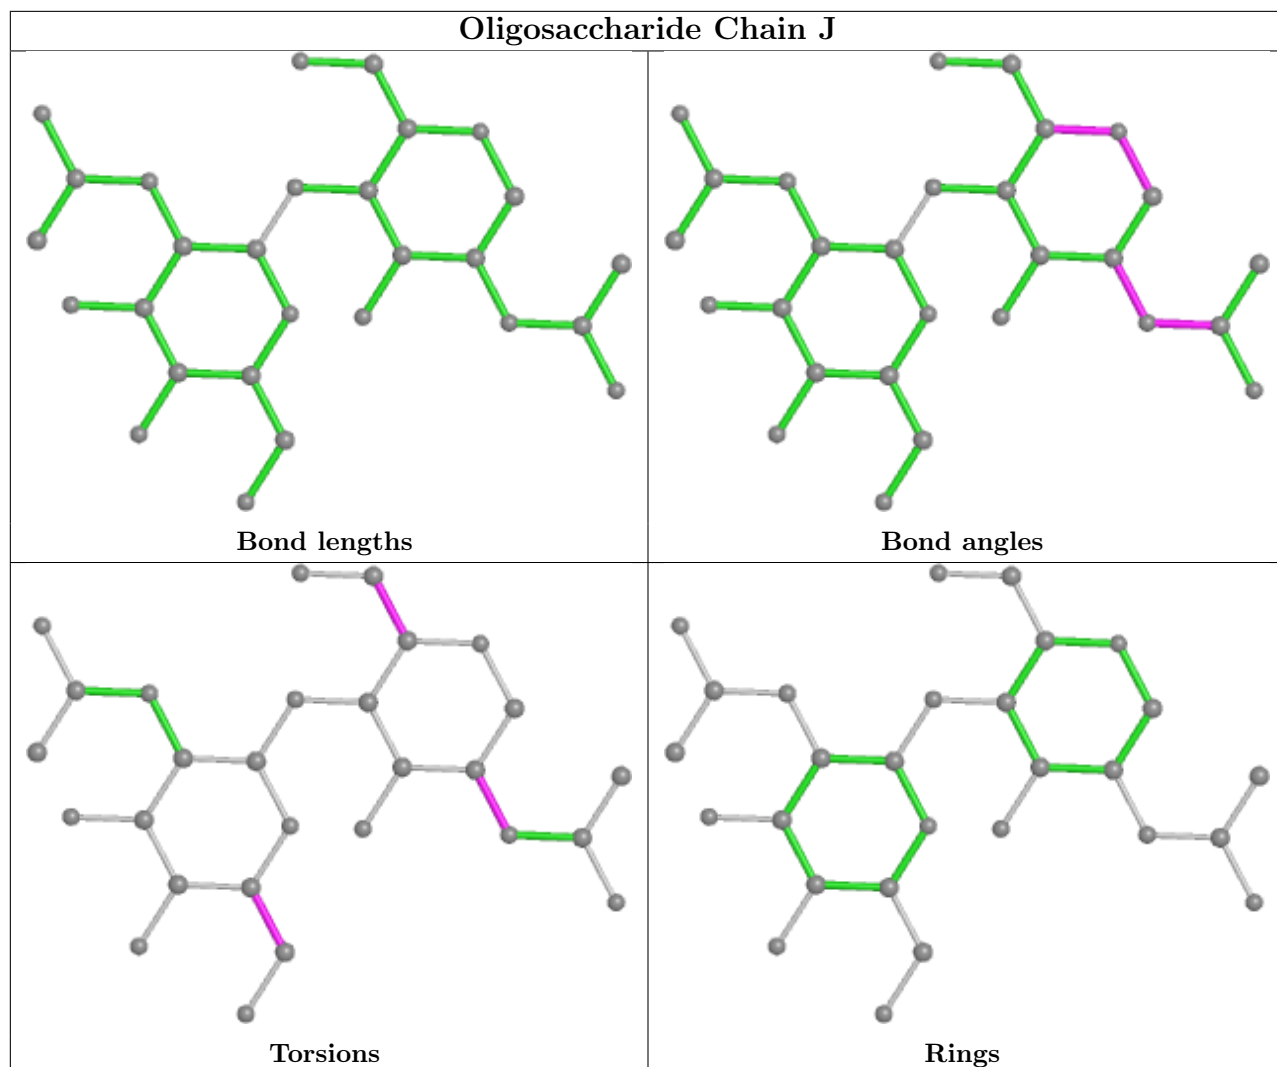 Oligosaccharide Chain J
Bond lengths
Bond angles
Torsions
Rings